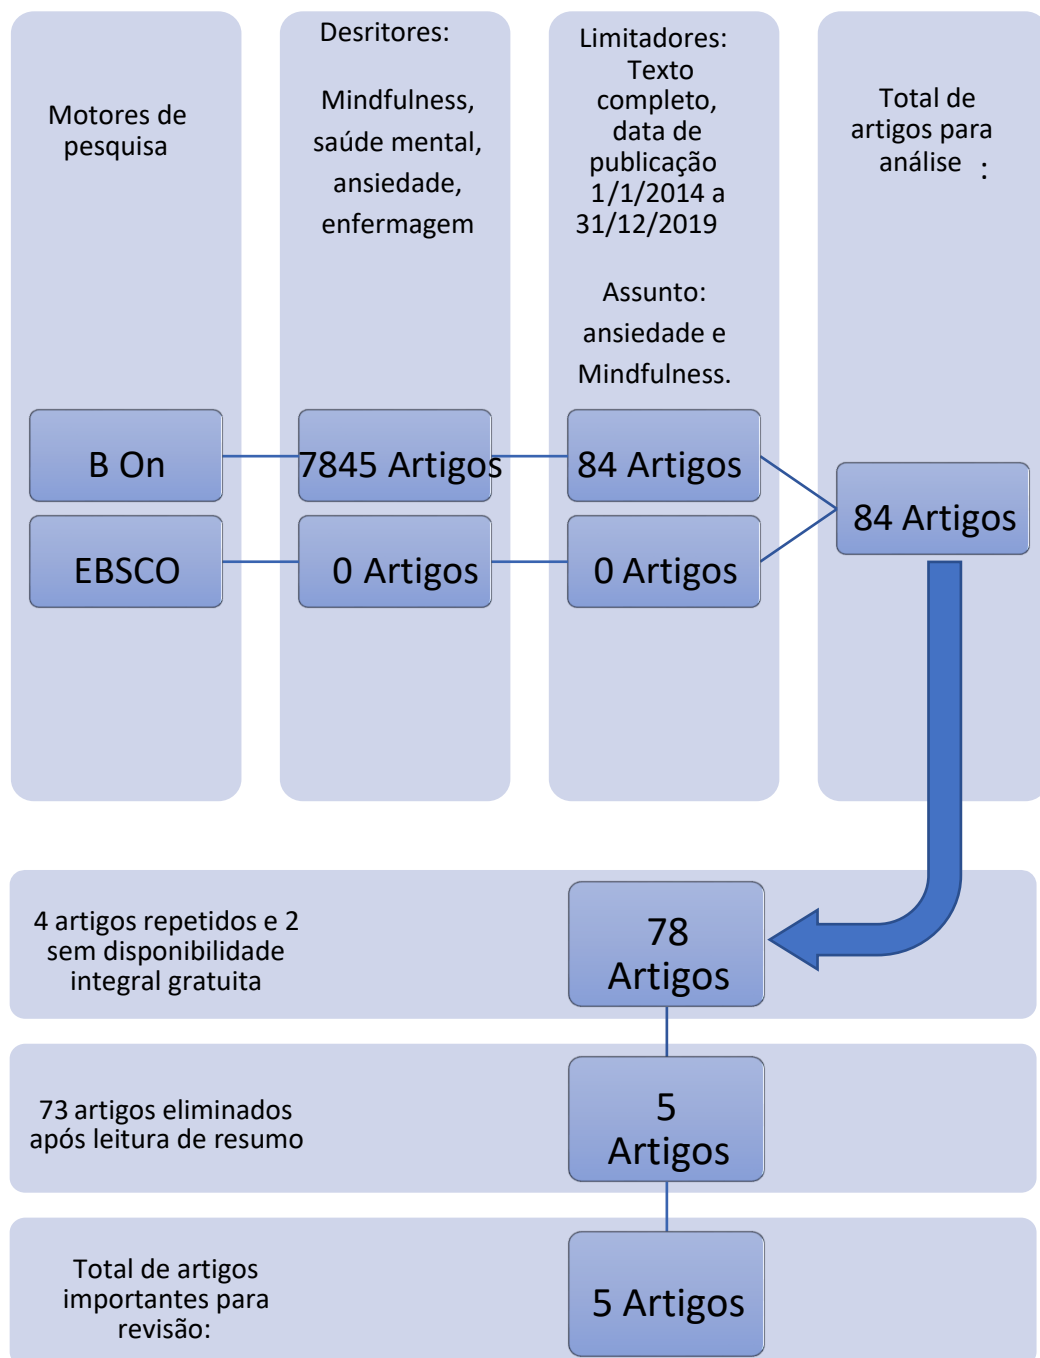 Motores de
pesquisa
Desritores:
Mindfulness,
saúde mental,
ansiedade,
enfermagem
Limitadores:
Texto
completo,
data de
publicação
1/1/2014 a
31/12/2019
Assunto:
ansiedade e
Mindfulness.
Total de
artigos para
análise :
B On
7845 Artigos
84 Artigos
84 Artigos
EBSCO
0 Artigos
0 Artigos
4 artigos repetidos e 2
sem disponibilidade
integral gratuita
78
Artigos
73 artigos eliminados
após leitura de resumo
5
Artigos
Total de artigos
importantes para
revisão:
5 Artigos